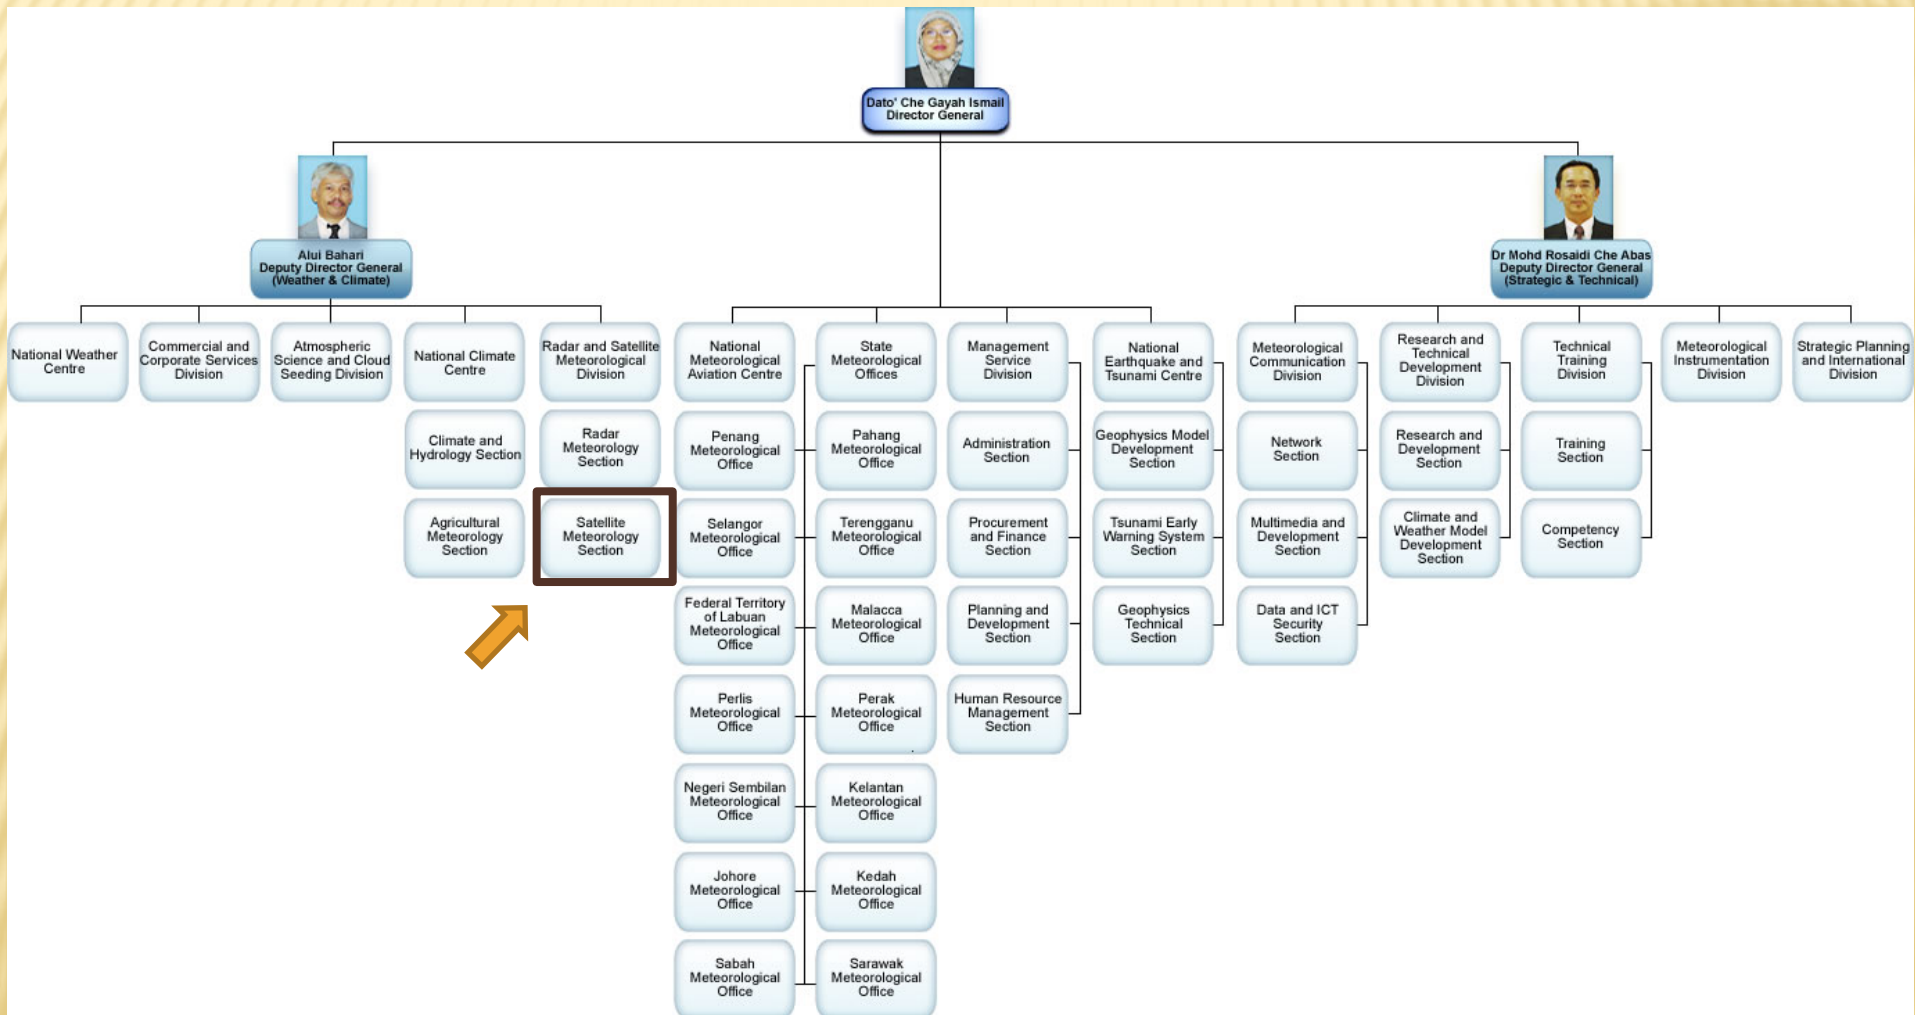 Dato' Che Gayah Ismail
Director General
Alui Bahari
Deputy Director General
(Weather & Climate)
Dr Mohd Rosaidi Che Abas
Deputy Director General
(Strategic & Technical)
National Weather
Centre
Commercial and
Corporate Services
Division
Atmospheric
Science and Cloud
Seeding Division
National Climate
Centre
Radar and Satellite
Meteorological
Division
National
Meteorological
Aviation Centre
State
Meteorological
Offices
Management
Service
Division
National
Earthquake and
Tsunami Centre
Meteorological
Communication
Division
Research and
Technical
Development
Division
Technical
Training
Division
Meteorological
Instrumentation
Division
Strategic Planning
and International
Division
Climate and
Hydrology Section
Radar
Meteorology
Section
Penang
Meteorological
Office
Pahang
Meteorological
Office
Administration
Section
Geophysics Model
Development
Section
Network
Section
Research and
Development
Section
Training
Section
Agricultural
Meteorology
Section
Satellite
Meteorology
Section
Selangor
Meteorological
Office
Terengganu
Meteorological
Office
Procurement
and Finance
Section
Tsunami Early
Warning System
Section
Multimedia and
Development
Section
Climate and
Weather Model
Development
Section
Competency
Section
Federal Territory
of Labuan
Meteorological
Office
Malacca
Meteorological
Office
Planning and
Development
Section
Geophysics
Technical
Section
Data and ICT
Security
Section
Perlis
Meteorological
Office
Perak
Meteorological
Office
Human Resource
Management
Section
Negeri Sembilan
Meteorological
Office
Kelantan
Meteorological
Office
Johore
Meteorological
Office
Kedah
Meteorological
Office
Sabah
Meteorological
Office
Sarawak
Meteorological
Office